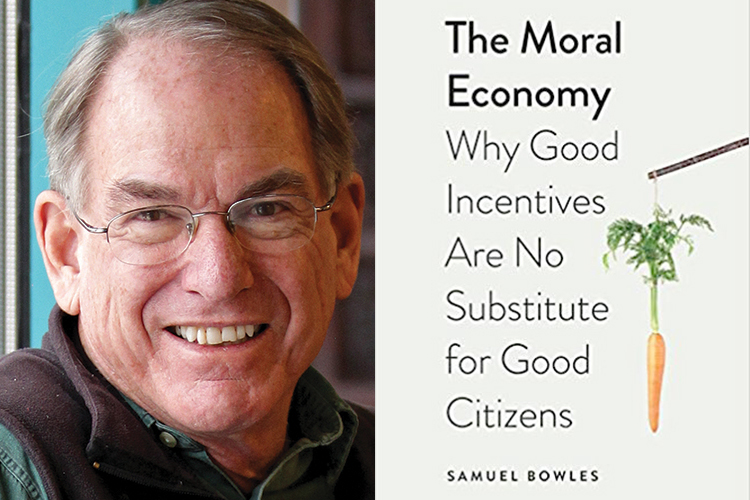 The Moral
Economy
Why Good
Incentives
Are No
Substitute
for Good
Citizens
SAMUEL BOWLES